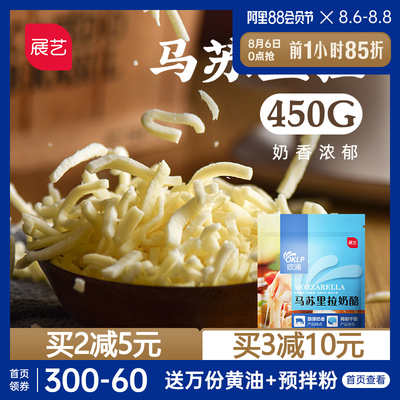 展艺
阿里88会员节 × 8.6-8.8
8月6日
0点抢
前1小时85折
马苏
450G
奶香浓郁
展艺
OKLP
欧浦
MOZZARELLA
马苏里拉奶酪
买2减5元
买3减10元
首页
领券
300-60
送万份黄油+预拌粉
首页查看